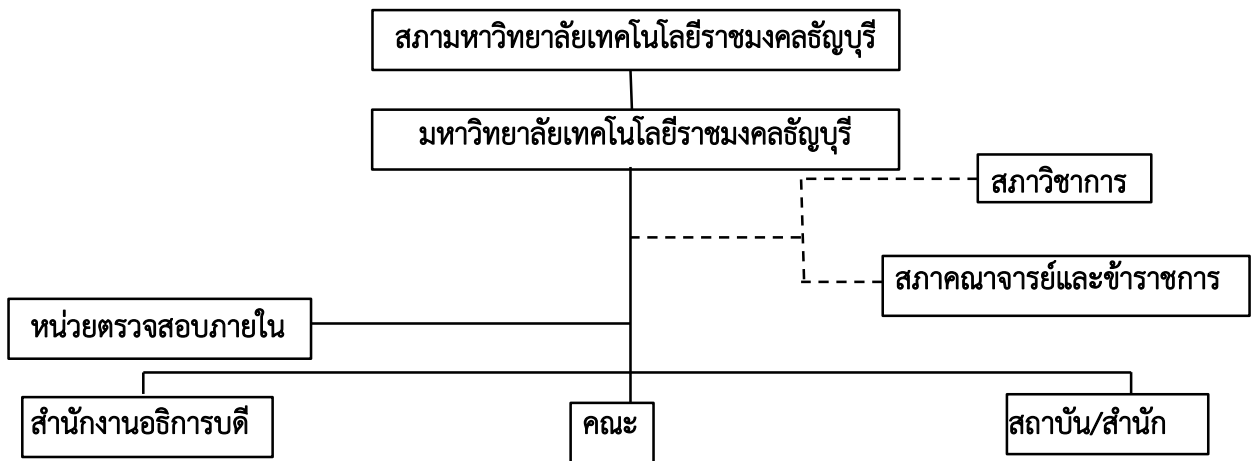 สภามหาวิทยาลัยเทคโนโลยีราชมงคลธัญบุรี
มหาวิทยาลัยเทคโนโลยีราชมงคลธัญบุรี
สภาวิชาการ
สภาคณาจารย์และข้าราชการ
หน่วยตรวจสอบภายใน
สำนักงานอธิการบดี
คณะ
สถาบัน/สำนัก